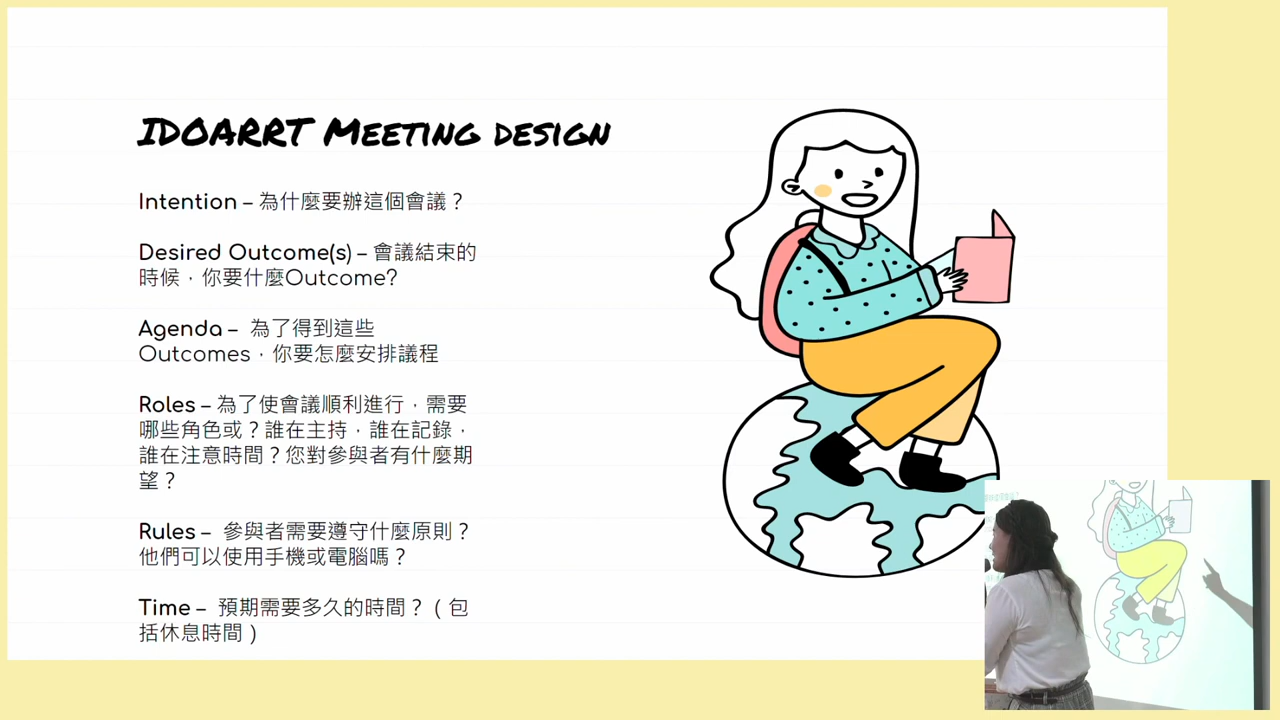 IDOARRT Meeting design
Intention – 為什麼要辦這個會議？
Desired Outcome(s) – 會議結束的
時候，你要什麼Outcome?
Agenda – 為了得到這些
Outcomes，你要怎麼安排議程
Roles – 為了使會議順利進行，需要
哪些角色或？誰在主持，誰在記錄，
誰在注意時間？您對參與者有什麼期
望？
Rules – 參與者需要遵守什麼原則？
他們可以使用手機或電腦嗎？
Time – 預期需要多久的時間？（包
括休息時間）